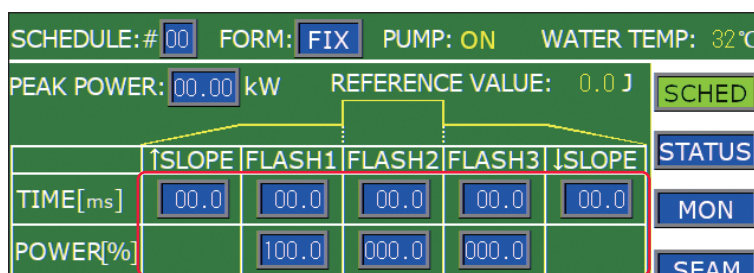 SCHEDULE:# 00 FORM: FIX PUMP: ON WATER TEMP: 32℃
PEAK POWER: 00.00 kW REFERENCE VALUE: 0.0 J
SCHED
↑SLOPE FLASH1 FLASH2 FLASH3 ↓SLOPE
STATUS
TIME[ms] 00.0 00.0 00.0 00.0 00.0
MON
POWER[%] 100.0 000.0 000.0
SEAM